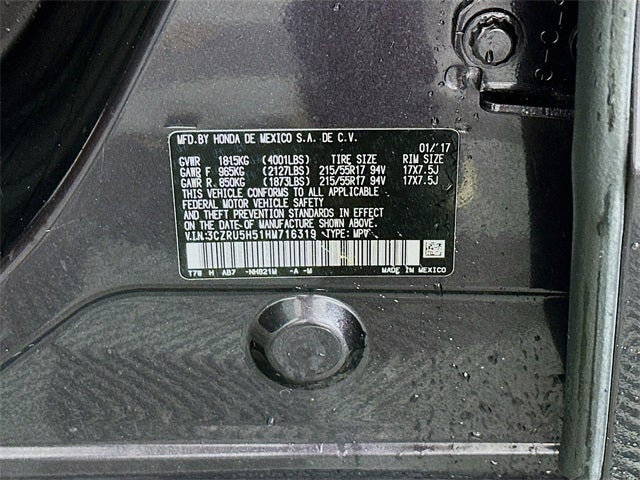 MFD.BY HONDA DE MEXICO S.A. DE C.V. 01/'17
GVWR 1815KG (4001LBS) TIRE SIZE RIM SIZE
GAWR F. 965KG (2127LBS) 215/55R17 94V 17X7.5J
GAWR R. 850KG (1873LBS) 215/55R17 94V 17X7.5J
THIS VEHICLE CONFORMS TO ALL APPLICABLE
FEDERAL MOTOR VEHICLE SAFETY
AND THEFT PREVENTION STANDARDS IN EFFECT
ON THE DATE OF MANUFACTURE SHOWN ABOVE.
V.I.N:3CZRU5H51HM716319 TYPE: MPV
T7W H AB7 -NH821M -A -M MADE IN MEXICO